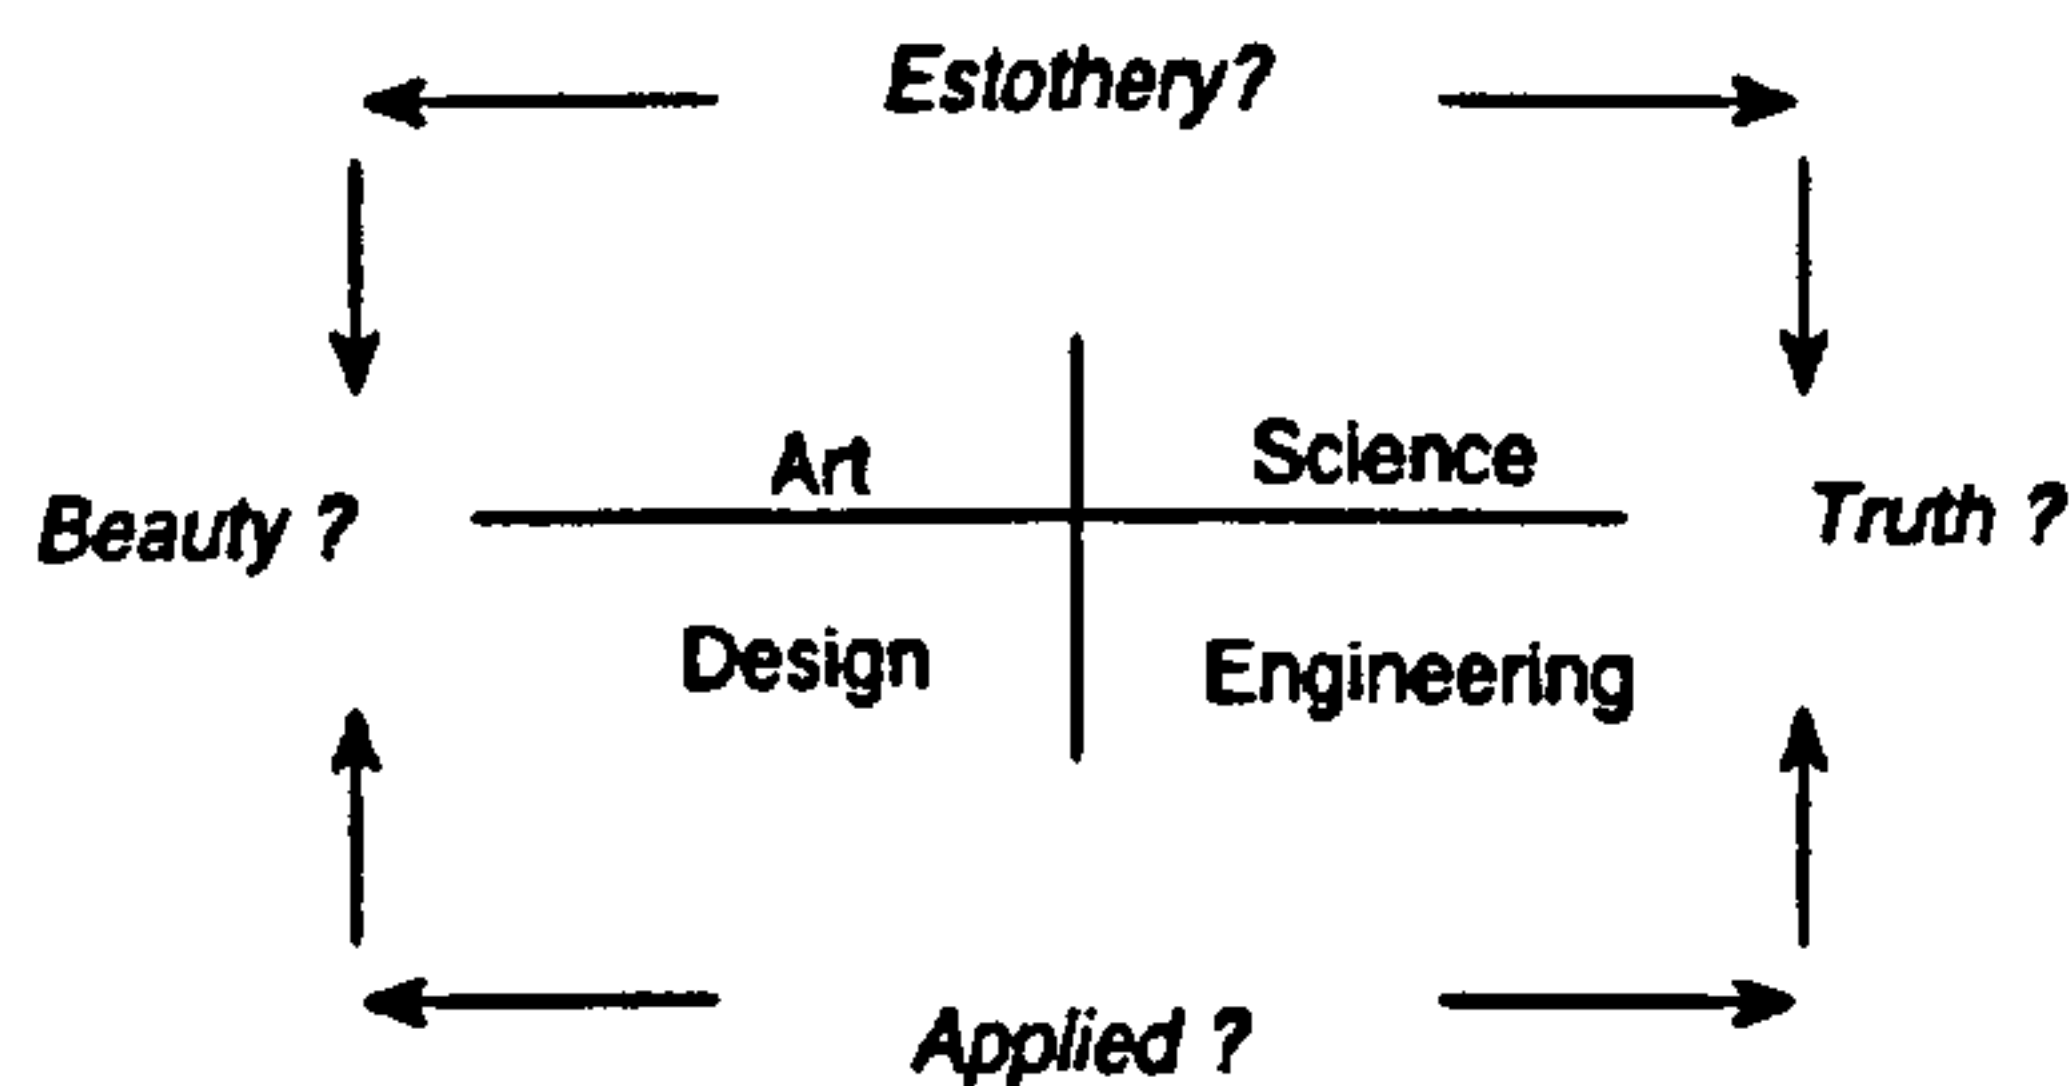 Estothery?
Art
Science
Beauty ?
Truth ?
Design
Engineering
Applied ?